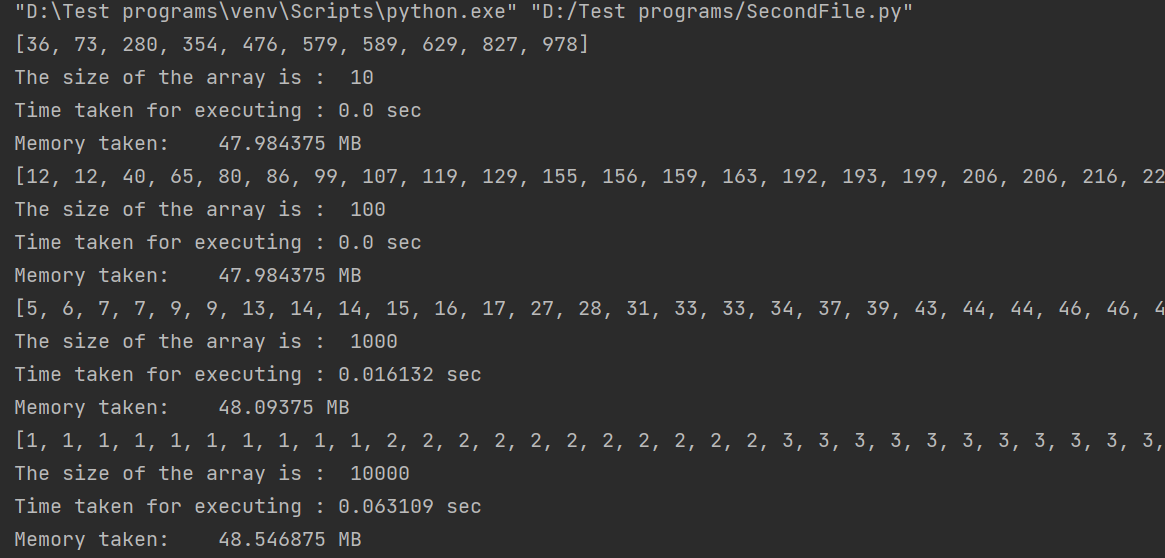 "D:\Test programs\venv\Scripts\python.exe" "D:/Test programs/SecondFile.py"
[36, 73, 280, 354, 476, 579, 589, 629, 827, 978]
The size of the array is :  10
Time taken for executing : 0.0 sec
Memory taken:    47.984375 MB
[12, 12, 40, 65, 80, 86, 99, 107, 119, 129, 155, 156, 159, 163, 192, 193, 199, 206, 206, 216, 22
The size of the array is :  100
Time taken for executing : 0.0 sec
Memory taken:    47.984375 MB
[5, 6, 7, 7, 9, 9, 13, 14, 14, 15, 16, 17, 27, 28, 31, 33, 33, 34, 37, 39, 43, 44, 44, 46, 46, 4
The size of the array is :  1000
Time taken for executing : 0.016132 sec
Memory taken:    48.09375 MB
[1, 1, 1, 1, 1, 1, 1, 1, 1, 1, 2, 2, 2, 2, 2, 2, 2, 2, 2, 2, 2, 3, 3, 3, 3, 3, 3, 3, 3, 3, 3, 3,
The size of the array is :  10000
Time taken for executing : 0.063109 sec
Memory taken:    48.546875 MB